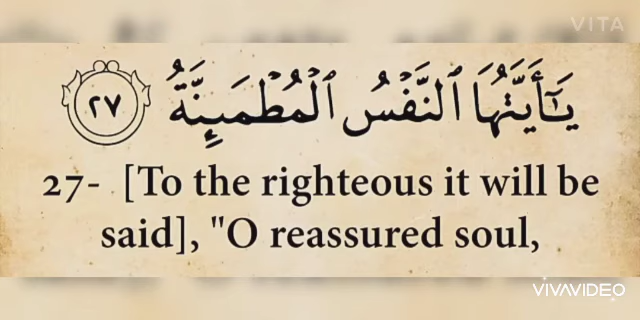 VITA
يَـٰٓأَيَّتُهَا ٱلنَّفْسُ ٱلْمُطْمَئِنَّةُ ٢٧
27- [To the righteous it will be
said], "O reassured soul,
VIVAVIDEO